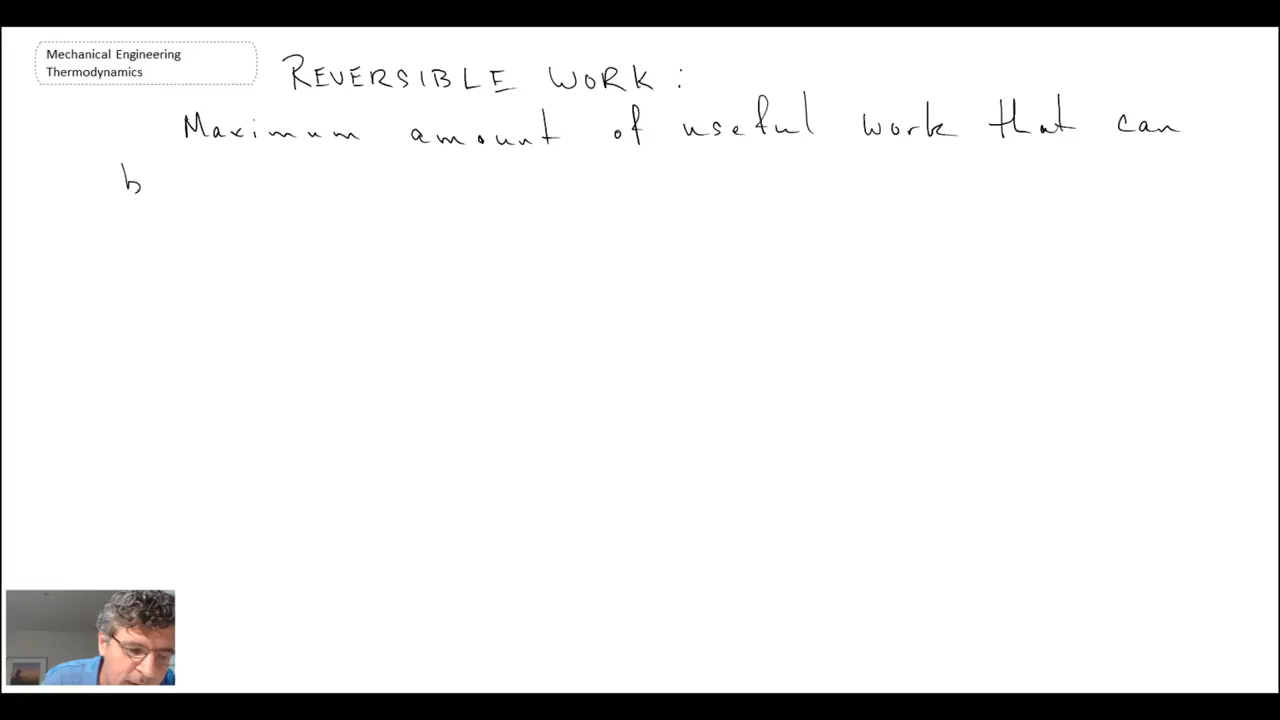 Mechanical Engineering
Thermodynamics
REVERSIBLE WORK:
Maximum amount of useful work that can
b